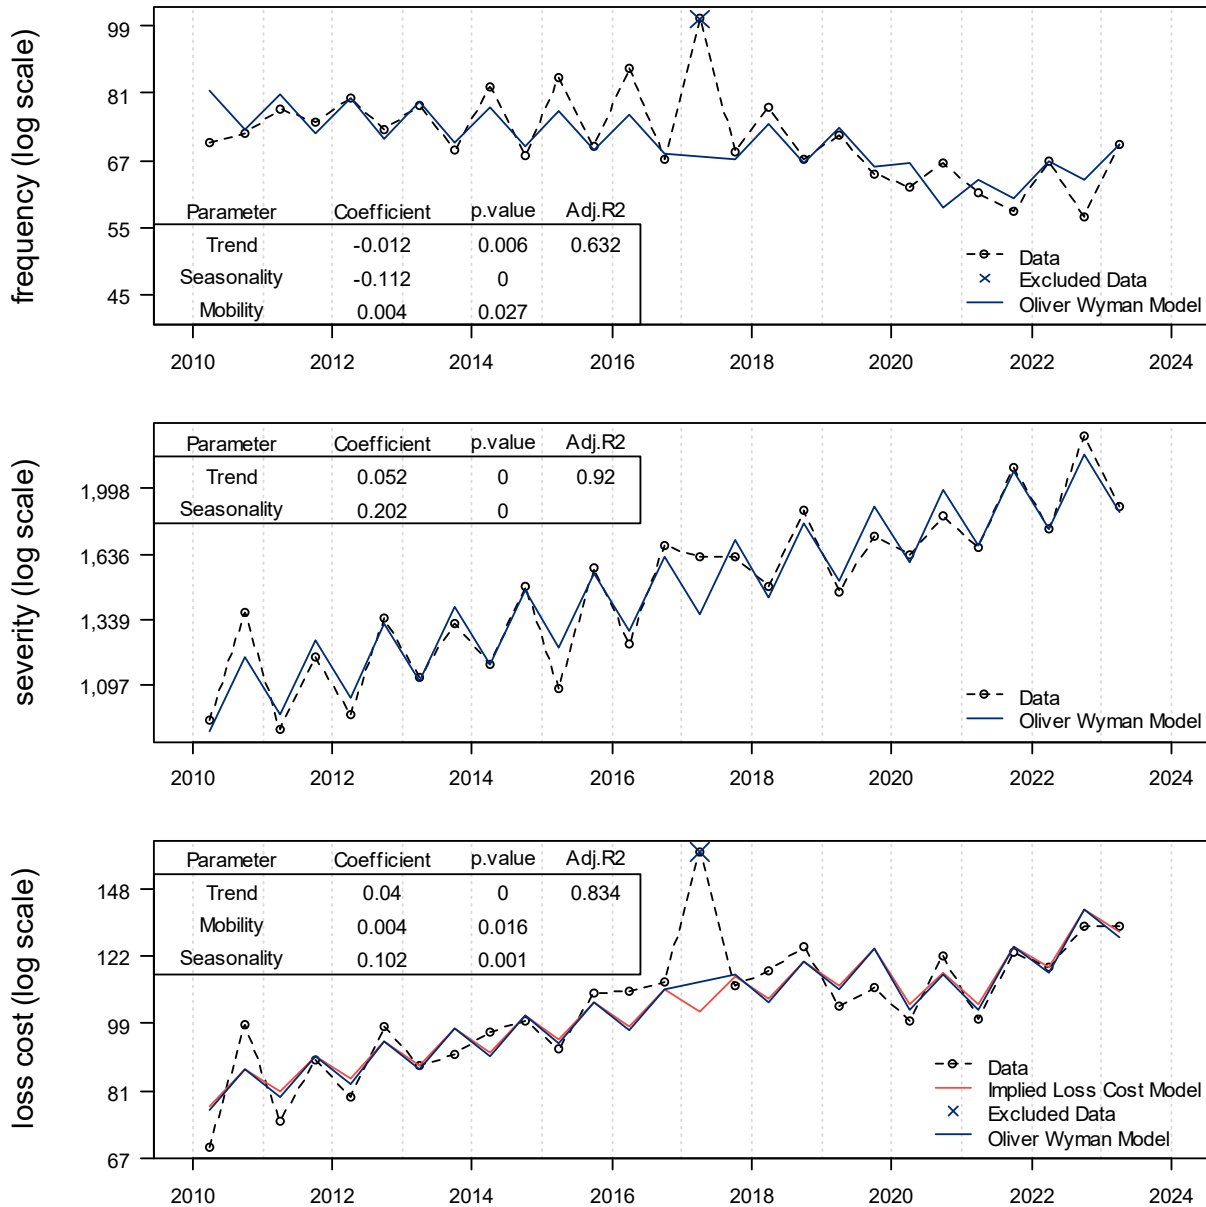 frequency (log scale)
99
81
67
55
45
Parameter Coefficient p.value Adj.R2
Trend -0.012 0.006 0.632
Seasonality -0.112 0
Mobility 0.004 0.027
Data
Excluded Data
Oliver Wyman Model
2010 2012 2014 2016 2018 2020 2022 2024
severity (log scale)
1,998
1,636
1,339
1,097
Parameter Coefficient p.value Adj.R2
Trend 0.052 0 0.92
Seasonality 0.202 0
Data
Oliver Wyman Model
2010 2012 2014 2016 2018 2020 2022 2024
loss cost (log scale)
148
122
99
81
67
Parameter Coefficient p.value Adj.R2
Trend 0.04 0 0.834
Mobility 0.004 0.016
Seasonality 0.102 0.001
Data
Implied Loss Cost Model
Excluded Data
Oliver Wyman Model
2010 2012 2014 2016 2018 2020 2022 2024